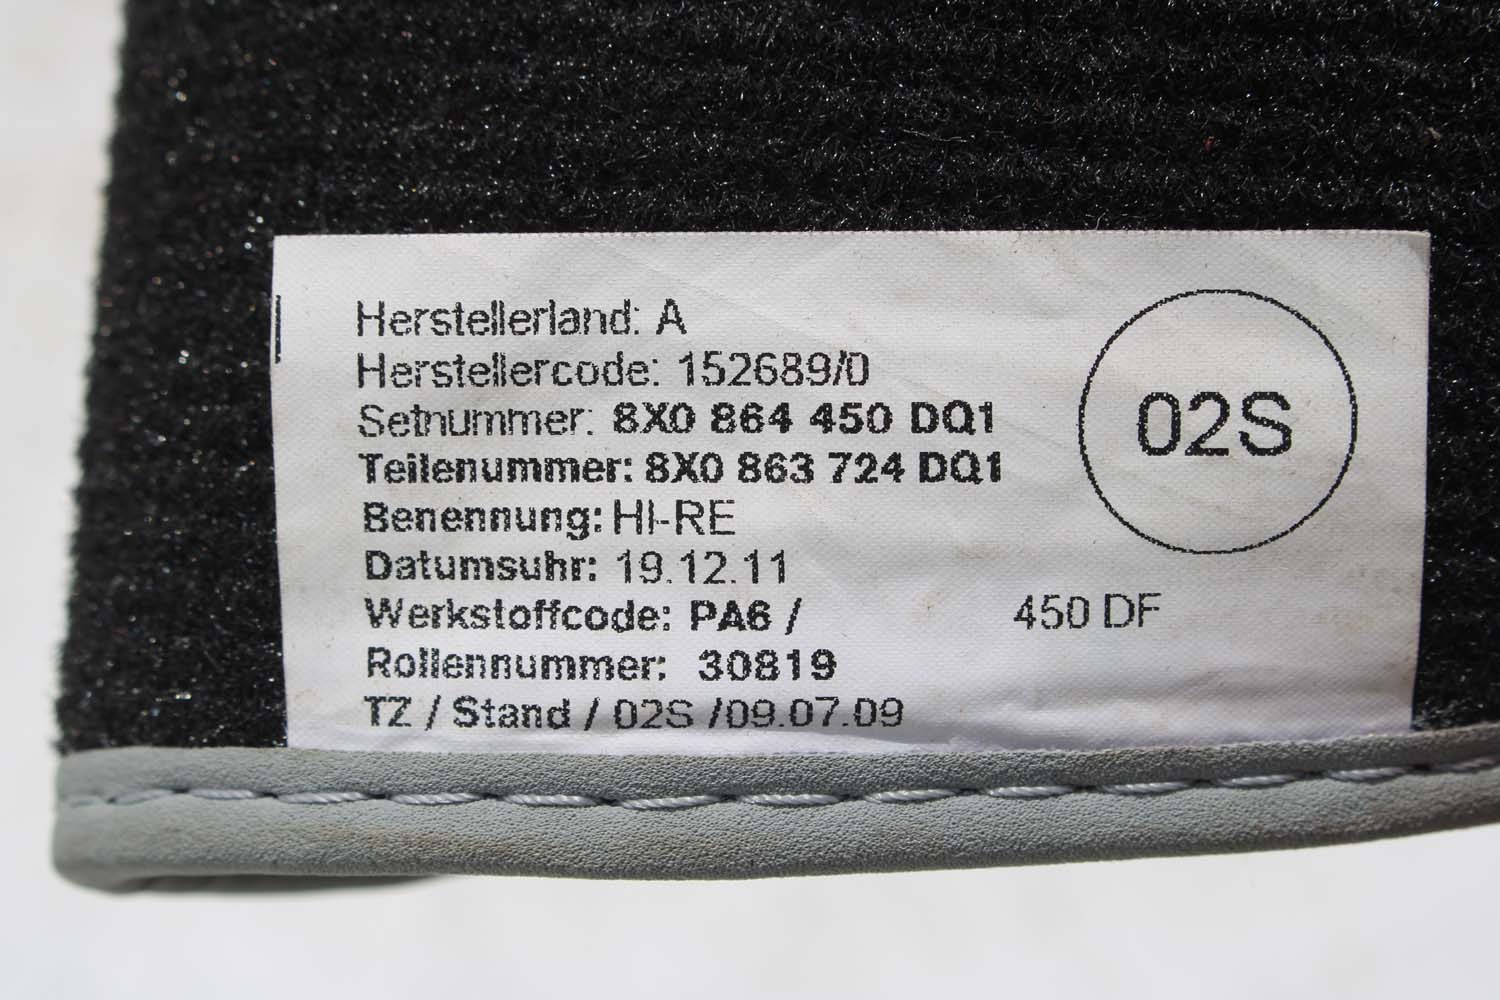 Herstellerland: A
Herstellercode: 152689/0
Setnummer: 8X0 864 450 DQ1
Teilenummer: 8X0 863 724 DQ1
Benennung: HI-RE
Datumsuhr: 19.12.11
Werkstoffcode: PA6 / 450 DF
Rollennummer: 30819
TZ / Stand / 02S /09.07.09
02S